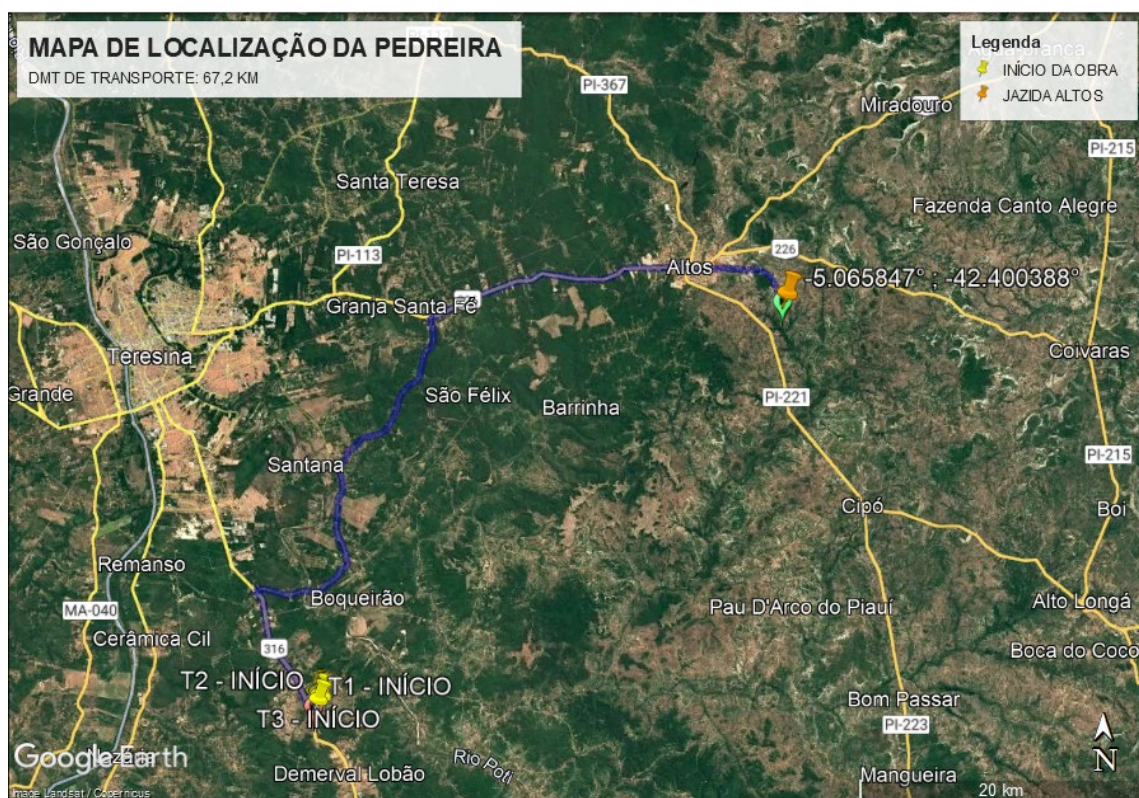 MAPA DE LOCALIZAÇÃO DA PEDREIRA
DMT DE TRANSPORTE: 67,2 KM
Legenda
INÍCIO DA OBRA
JAZIDA ALTOS
PI-367
Miradouro
PI-215
Santa Teresa
Fazenda Canto Alegre
São Gonçalo
PI-113
226
Altos
-5.065847° ; -42.400388°
Granja Santa Fé
Teresina
Coivaras
Grande
São Félix
Barrinha
PI-221
Santana
PI-215
Cipó
Boi
Remanso
Boqueirão
MA-040
Pau D'Arco do Piauí
Alto Longá
Cerâmica Cil
316
Boca do Coco
T2 - INÍCIO
T1 - INÍCIO
T3 - INÍCIO
Bom Passar
PI-223
Google Earth
Rio Poti
N
Demerval Lobão
Mangueira
20 km
Image Landsat / Copernicus